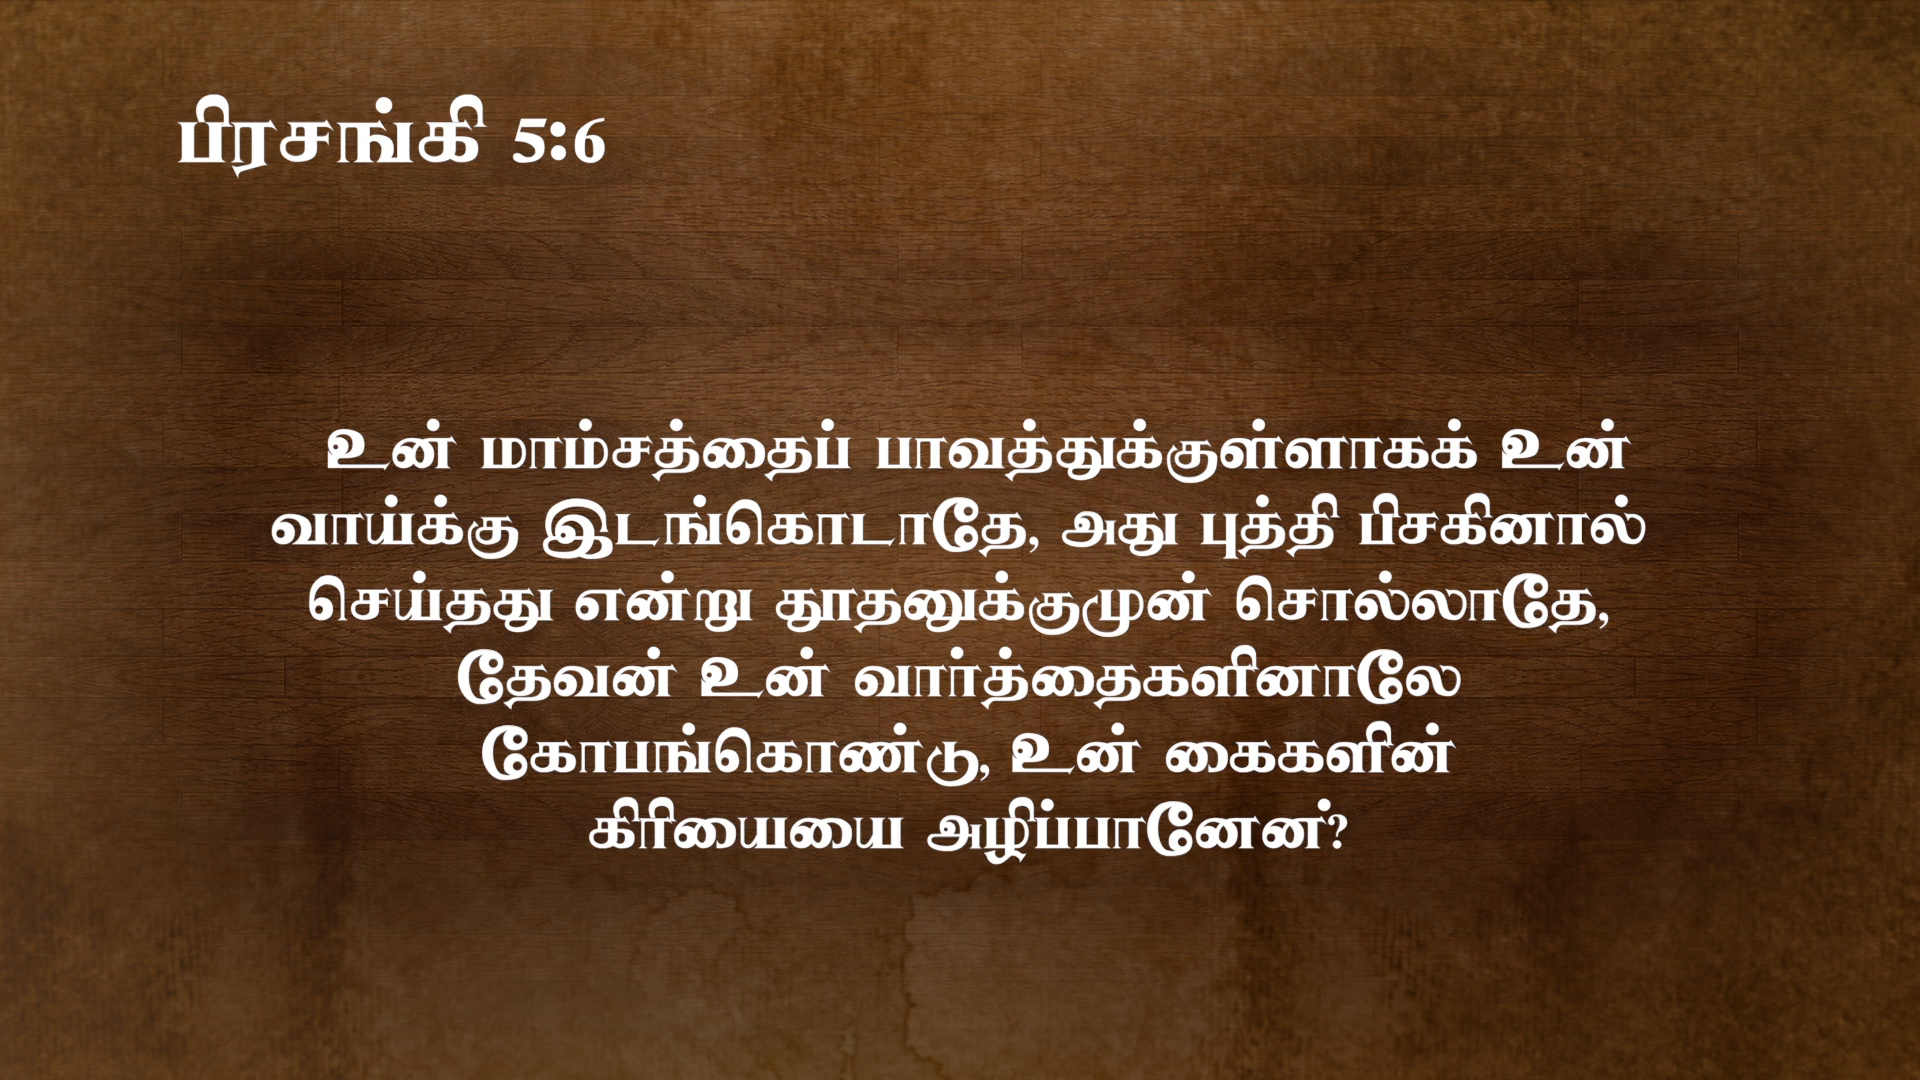 பிரசங்கி 5:6
உன் மாம்சத்தைப் பாவத்துக்குள்ளாகக் உன்
வாய்க்கு இடங்கொடாதே, அது புத்தி பிசகினால்
செய்தது என்று தூதனுக்குமுன் சொல்லாதே,
தேவன் உன் வார்த்தைகளினாலே
கோபங்கொண்டு, உன் கைகளின்
கிரியையை அழிப்பானேன்?